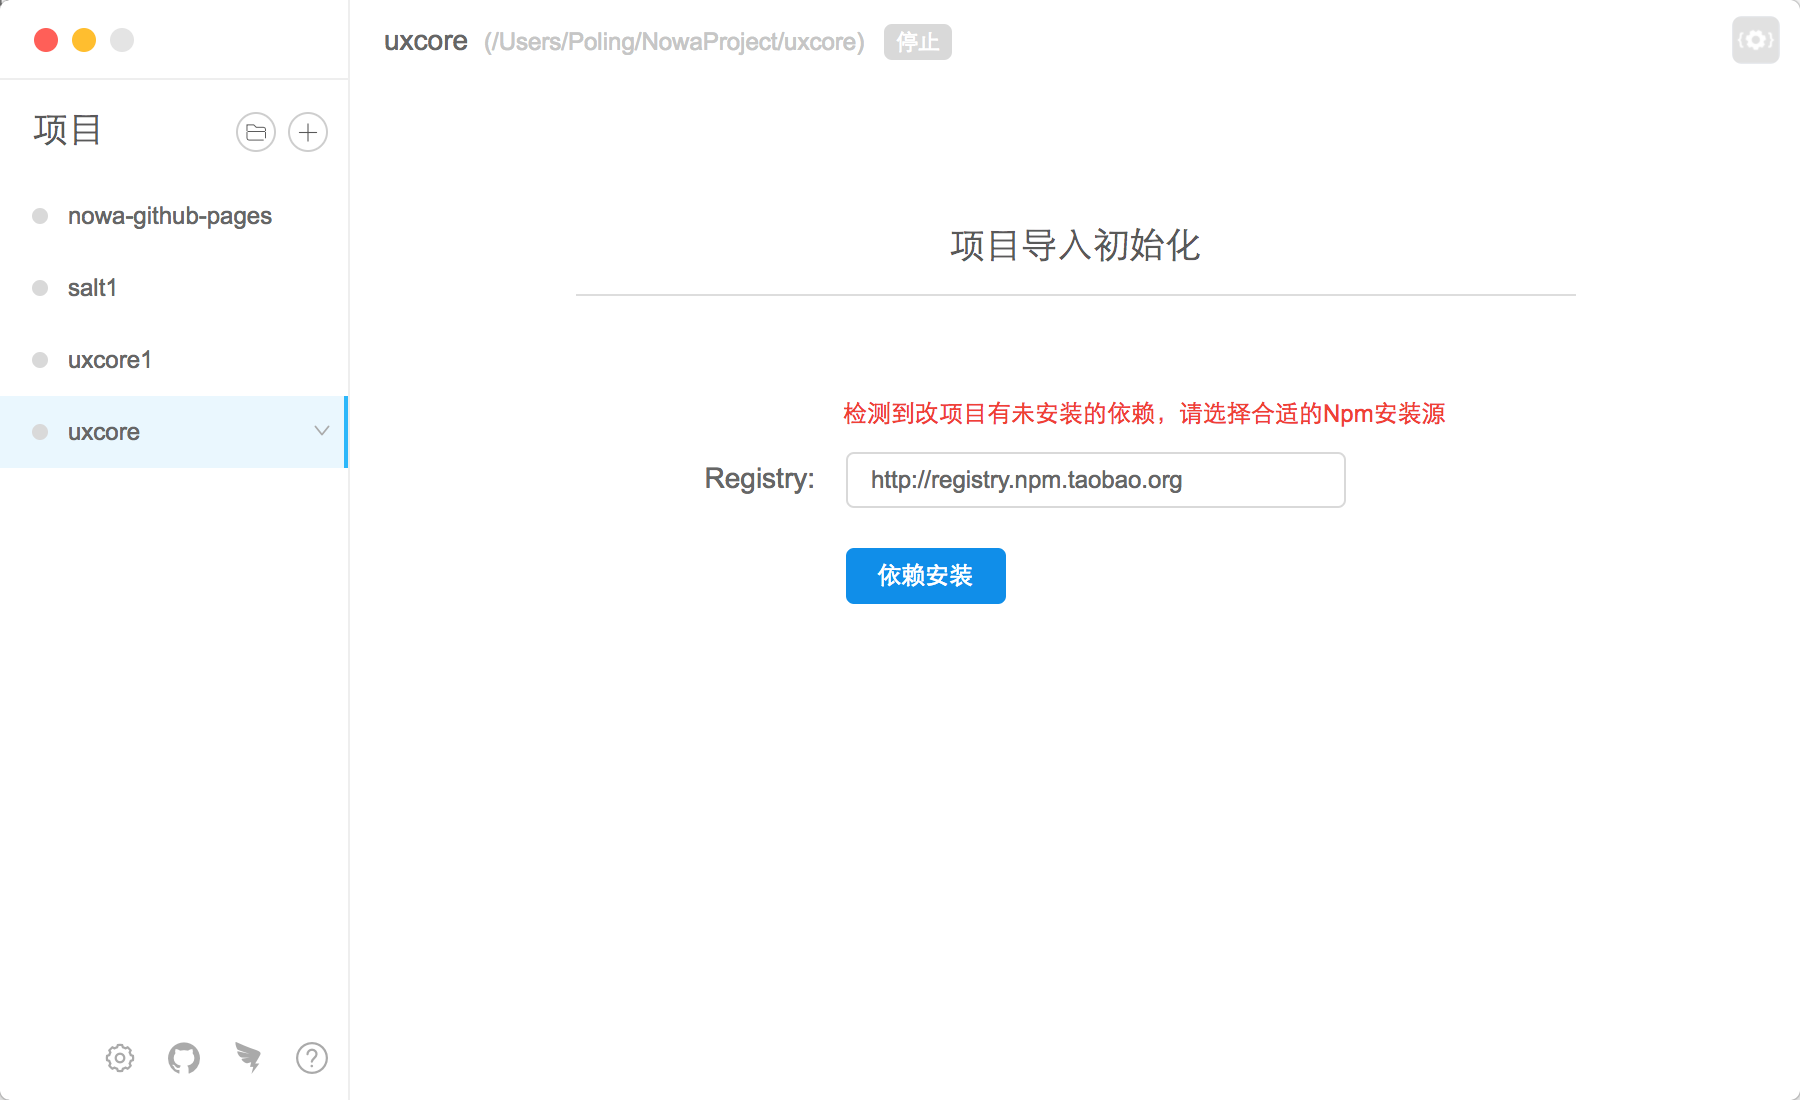 uxcore (/Users/Poling/NowaProject/uxcore) 停止
项目
nowa-github-pages
salt1
uxcore1
uxcore
项目导入初始化
检测到改项目有未安装的依赖，请选择合适的Npm安装源
Registry: http://registry.npm.taobao.org
依赖安装